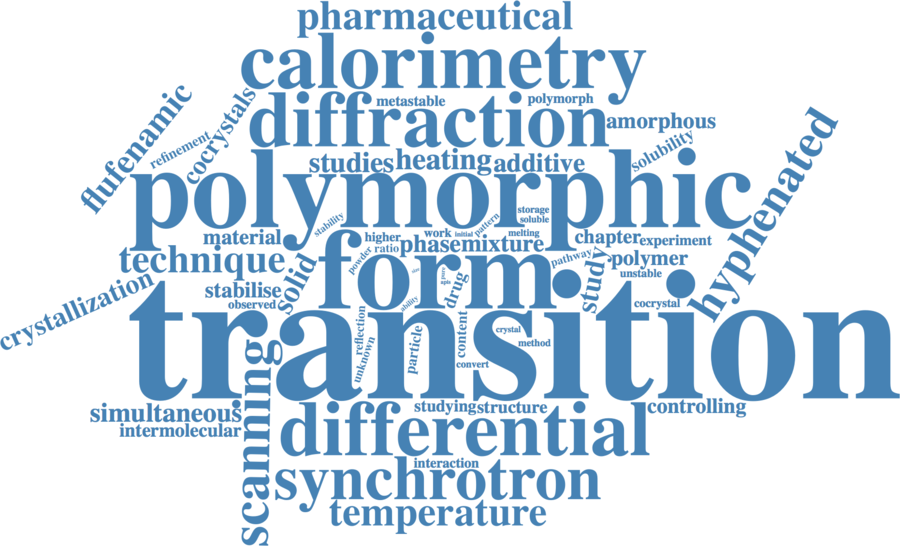 pharmaceutical
calorimetry
metastable
polymorph
diffraction
amorphous
flufenamic
refinement
cocrystals
studies
heating
additive
solubility
hyphenated
polymorphic
stability
storage
soluble
pattern
material
higher
work
initial
melting
chapter
experiment
ratio
phase
mixture
technique
solid
powder
form
pathway
study
polymer
unstable
size
pure
drug
crystallization
stabilise
observed
ability
cocrystal
transition
reflection
unknown
particle
content
crystal
method
convert
scanning
simultaneous
intermolecular
studying
structure
controlling
differential
interaction
synchrotron
temperature